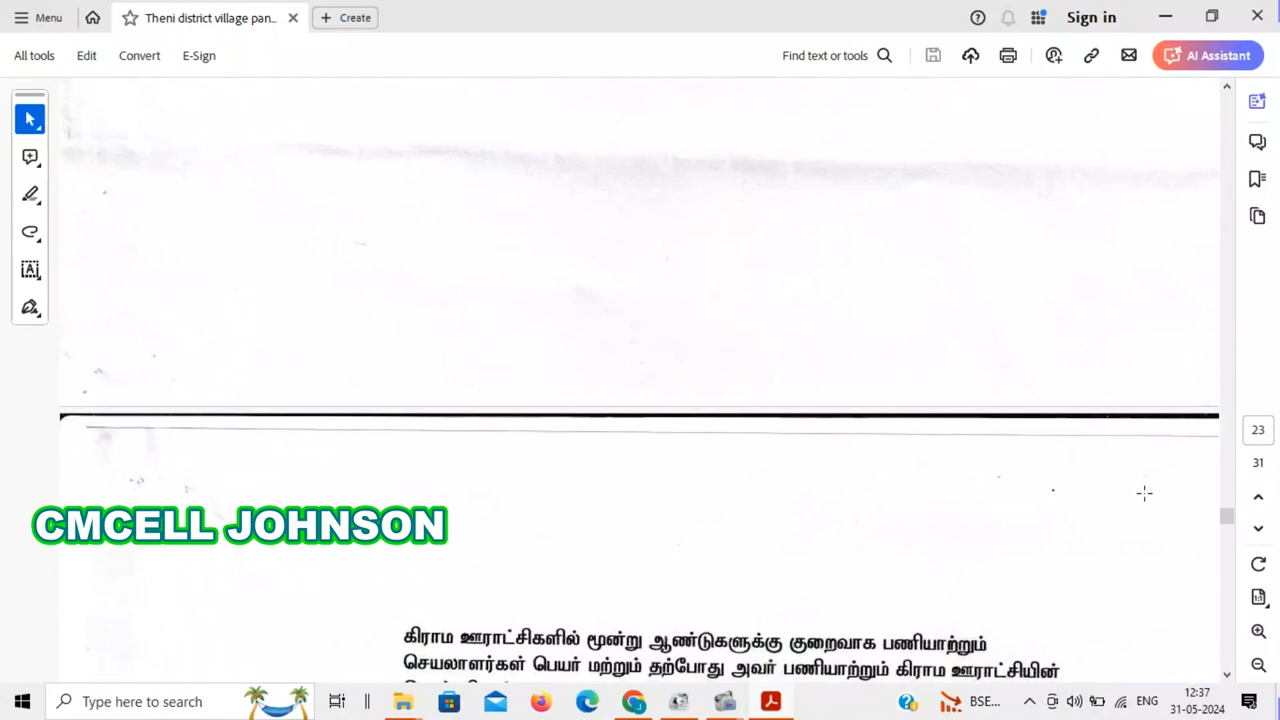 Menu
Theni district village pan...
Create
Sign in
All tools
Edit
Convert
E-Sign
Find text or tools
AI Assistant
23
31
CMCELL JOHNSON
கிராம ஊராட்சிகளில் மூன்று ஆண்டுகளுக்கு குறைவாக பணியாற்றும்
செயலாளர்கள் பெயர் மற்றும் தற்போது அவர் பணியாற்றும் கிராம ஊராட்சியின்
Type here to search
BSE...
ENG
12:37
31-05-2024